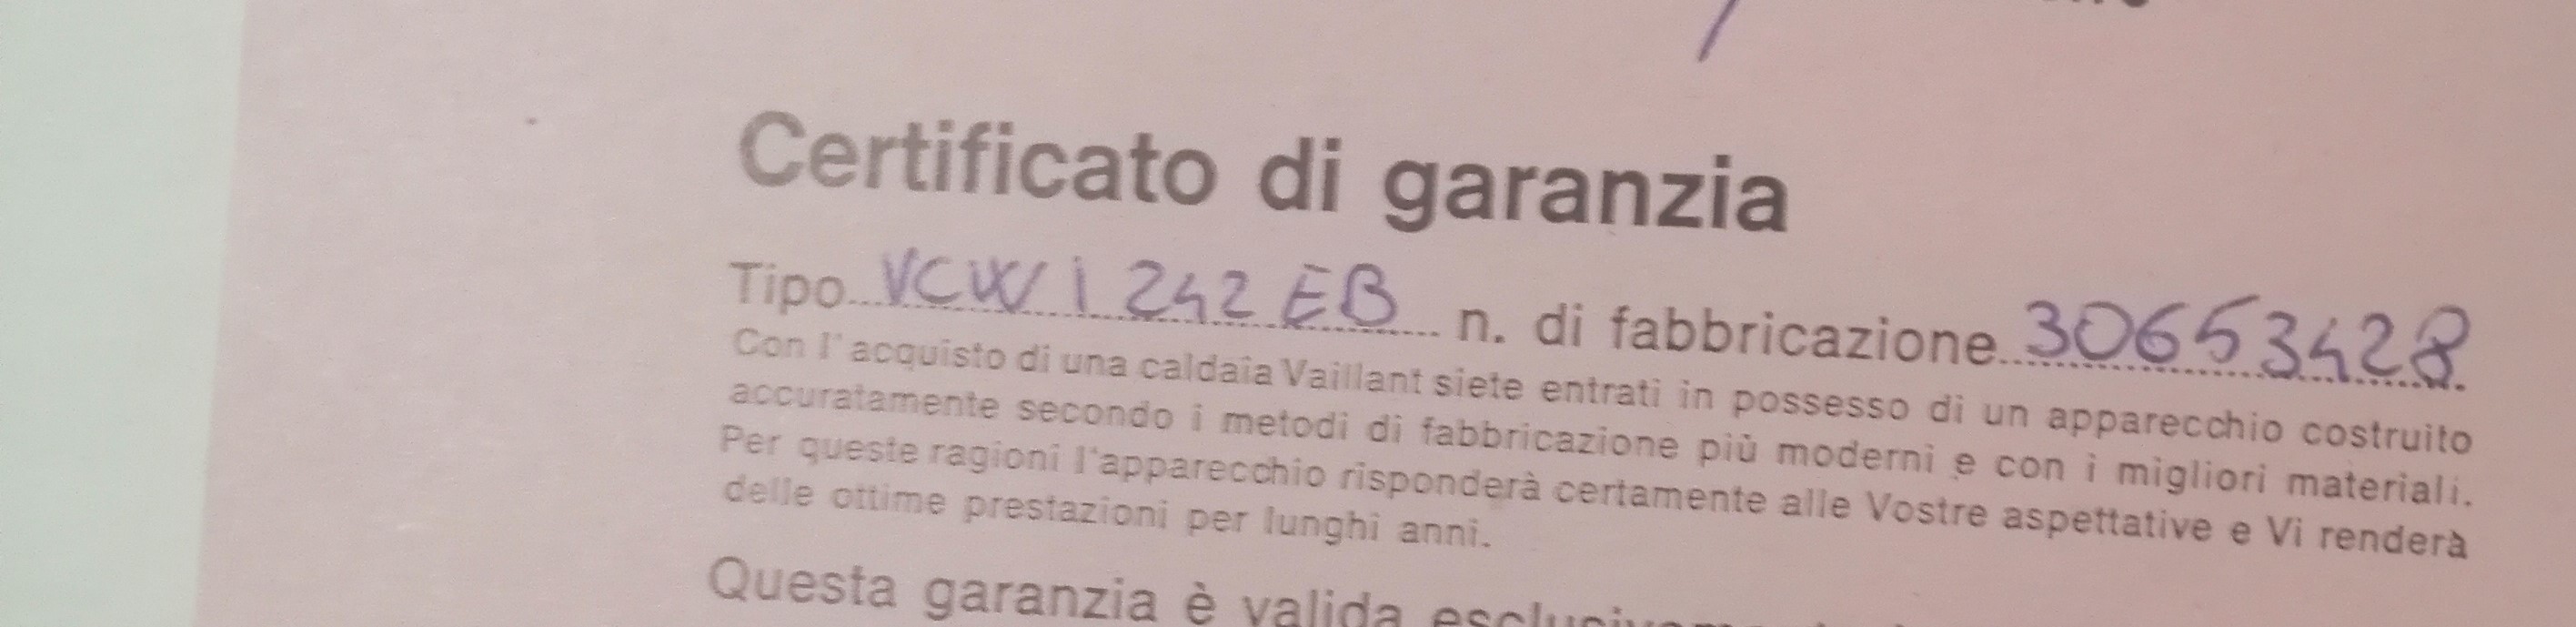 Certificato di garanzia
Tipo VCW I 242 EB n. di fabbricazione 30653428
Con l'acquisto di una caldaia Vaillant siete entrati in possesso di un apparecchio costruito
accuratamente secondo i metodi di fabbricazione più moderni e con i migliori materiali.
Per queste ragioni l'apparecchio risponderà certamente alle Vostre aspettative e Vi renderà
delle ottime prestazioni per lunghi anni.
Questa garanzia è valida